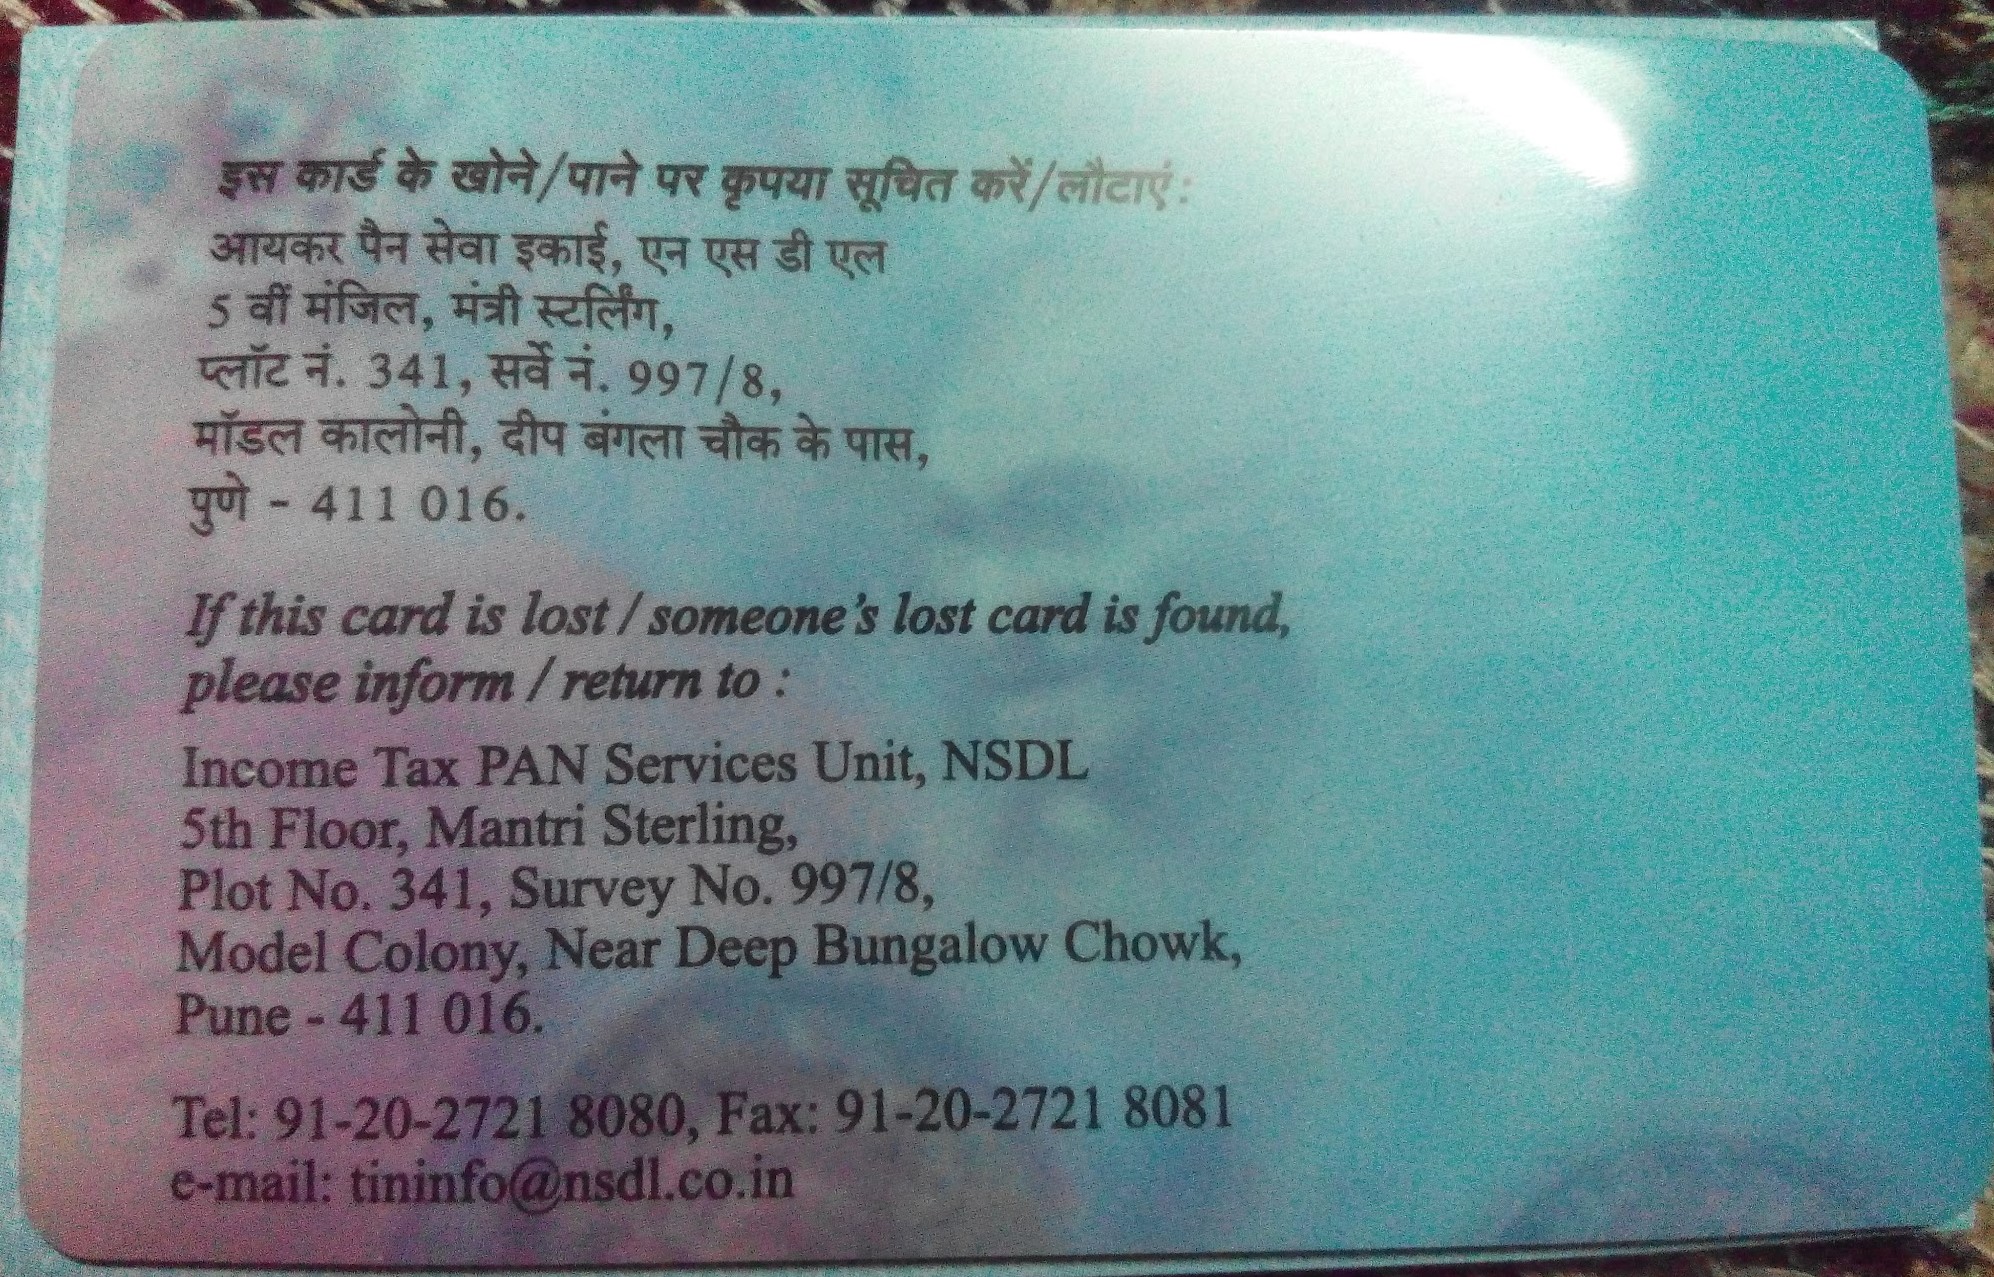 इस कार्ड के खोने/पाने पर कृपया सूचित करें/लौटाएं:
आयकर पैन सेवा इकाई, एन एस डी एल
5 वीं मंजिल, मंत्री स्टर्लिंग,
प्लॉट नं. 341, सर्वे नं. 997/8,
मॉडल कालोनी, दीप बंगला चौक के पास,
पुणे - 411 016.
If this card is lost / someone's lost card is found,
please inform / return to :
Income Tax PAN Services Unit, NSDL
5th Floor, Mantri Sterling,
Plot No. 341, Survey No. 997/8,
Model Colony, Near Deep Bungalow Chowk,
Pune - 411 016.
Tel: 91-20-2721 8080, Fax: 91-20-2721 8081
e-mail: tininfo@nsdl.co.in